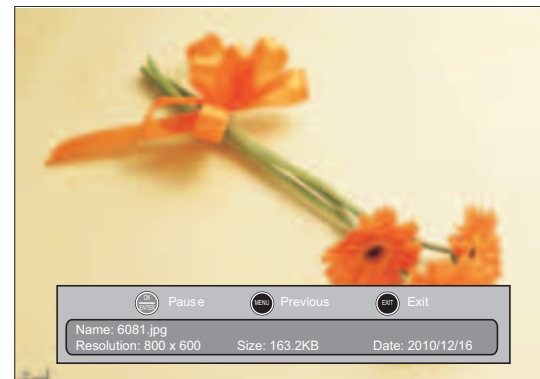 OK ENTER Pause MENU Previous EXIT Exit
Name: 6081.jpg
Resolution: 800 x 600 Size: 163.2KB Date: 2010/12/16